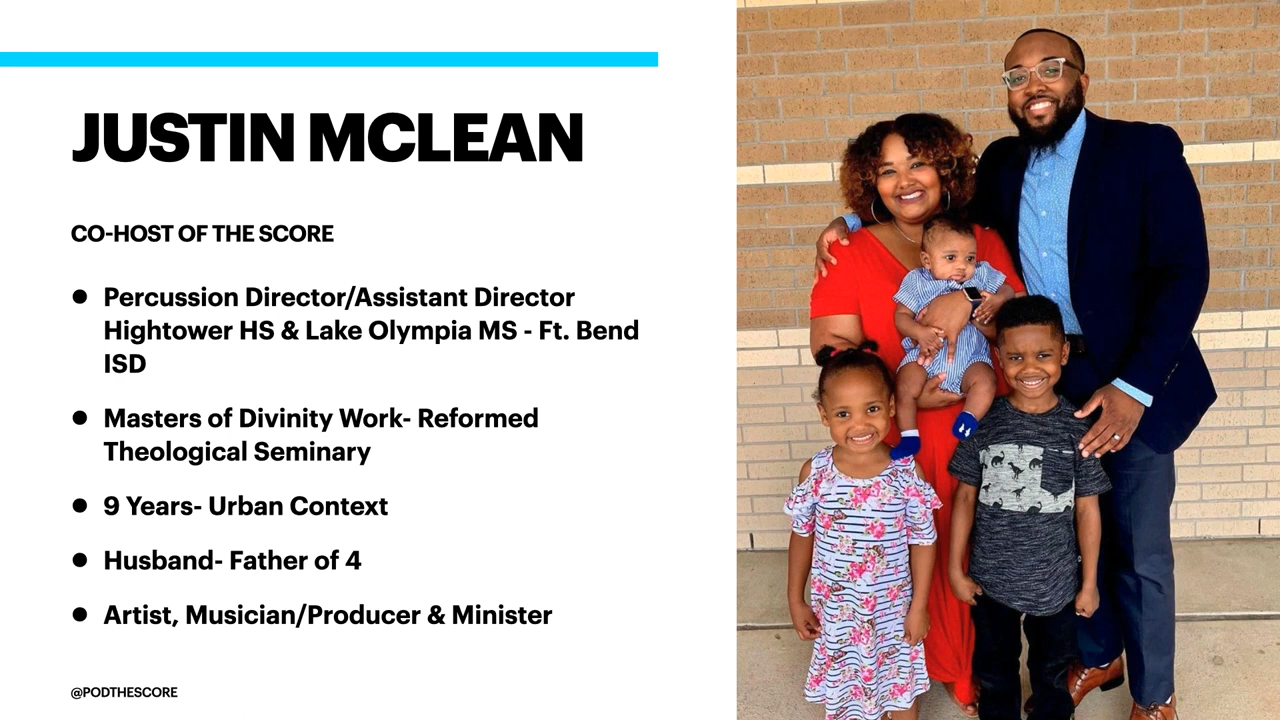 JUSTIN MCLEAN
CO-HOST OF THE SCORE
● Percussion Director/Assistant Director
Hightower HS & Lake Olympia MS - Ft. Bend
ISD
● Masters of Divinity Work- Reformed
Theological Seminary
● 9 Years- Urban Context
● Husband- Father of 4
● Artist, Musician/Producer & Minister
@PODTHESCORE